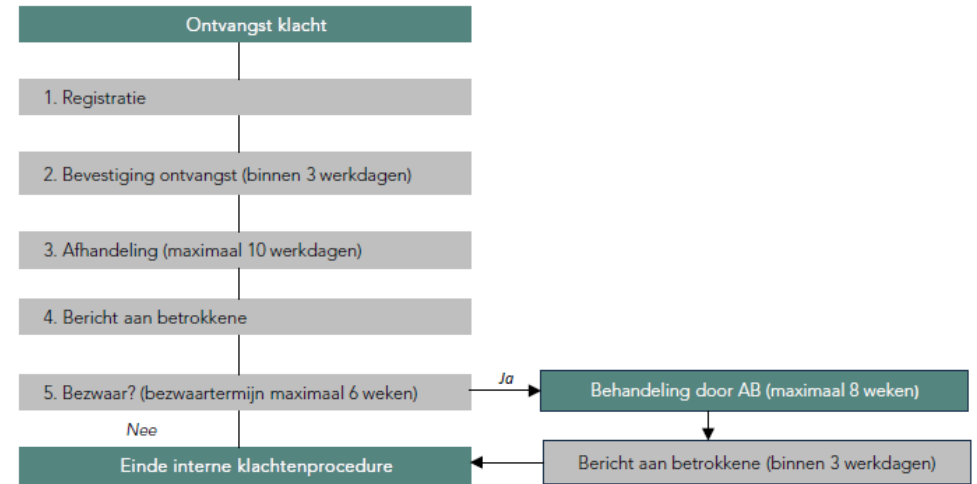 Ontvangst klacht
1. Registratie
2. Bevestiging ontvangst (binnen 3 werkdagen)
3. Afhandeling (maximaal 10 werkdagen)
4. Bericht aan betrokkene
5. Bezwaar? (bezwaartermijn maximaal 6 weken)
Ja
Behandeling door AB (maximaal 8 weken)
Nee
Einde interne klachtenprocedure
Bericht aan betrokkene (binnen 3 werkdagen)